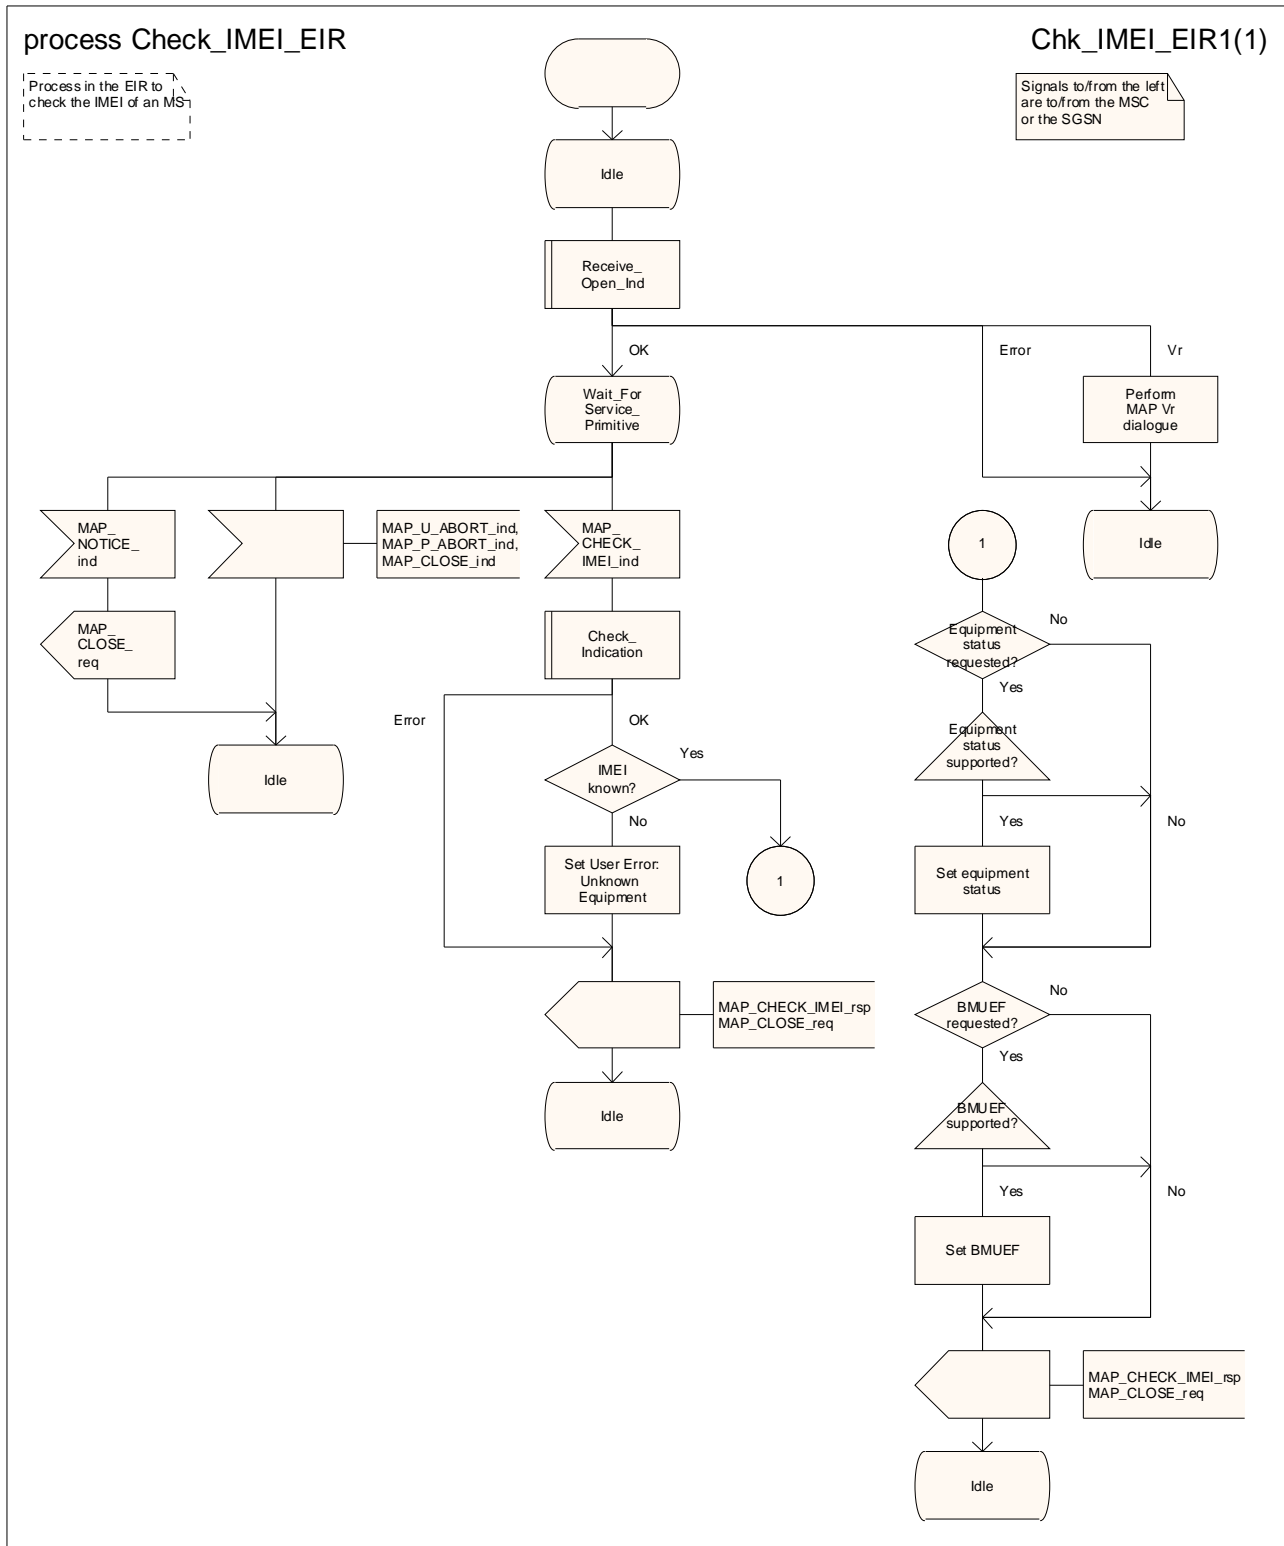 process Check_IMEI_EIR
Chk_IMEI_EIR1(1)
Process in the EIR to
check the IMEI of an MS
Signals to/from the left
are to/from the MSC
or the SGSN
Idle
Receive_
Open_Ind
OK
Error
Vr
Wait_For
Service_
Primitive
Perform
MAP Vr
dialogue
Idle
MAP_
NOTICE_
ind
MAP_U_ABORT_ind,
MAP_P_ABORT_ind,
MAP_CLOSE_ind
MAP_
CHECK_
IMEI_ind
MAP_
CLOSE_
req
Idle
Check_
Indication
Error
OK
IMEI
known?
Yes
No
Set User Error:
Unknown
Equipment
1
MAP_CHECK_IMEI_rsp
MAP_CLOSE_req
Idle
1
Equipment
status
requested?
No
Yes
Equipment
status
supported?
Yes
No
Set equipment
status
BMUEF
requested?
No
Yes
BMUEF
supported?
Yes
No
Set BMUEF
MAP_CHECK_IMEI_rsp
MAP_CLOSE_req
Idle